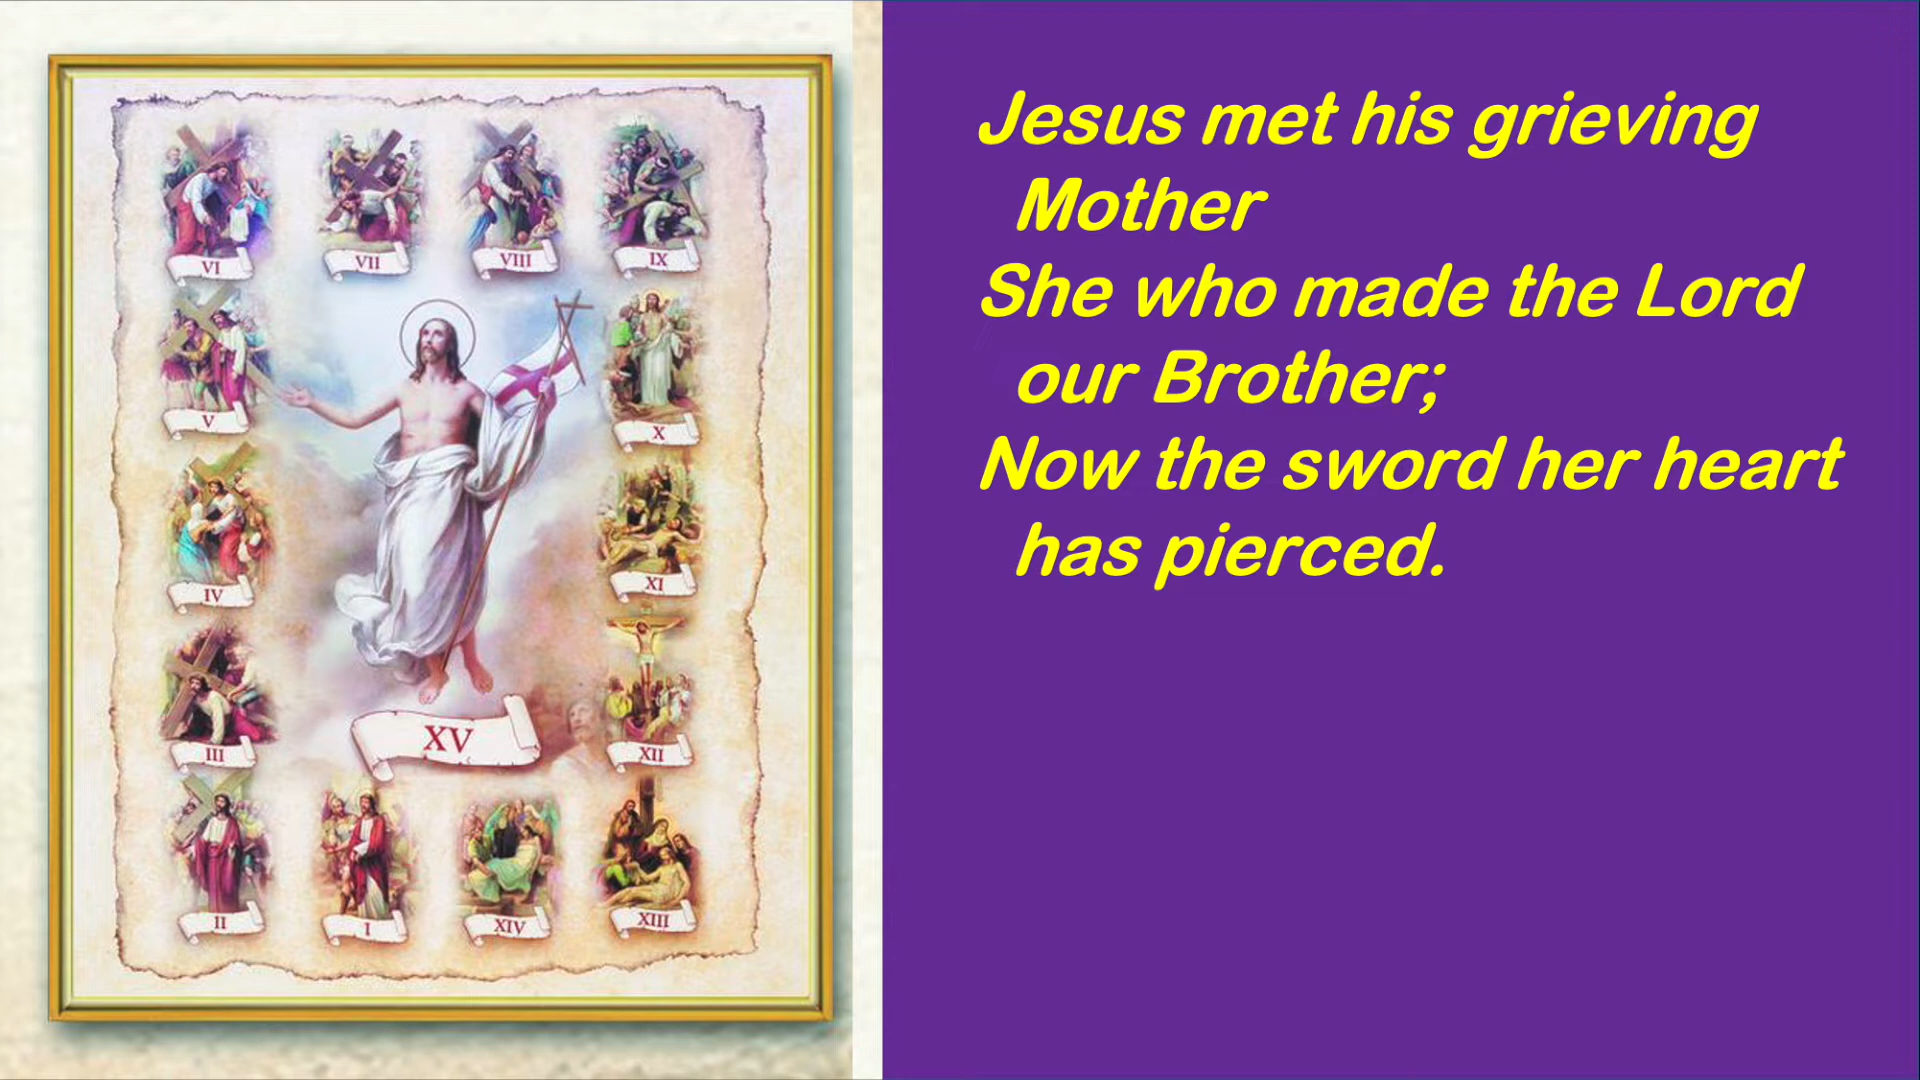 VI
VII
VIII
IX
V
X
IV
XI
III
XV
XII
II
I
XIV
XIII
Jesus met his grieving
Mother
She who made the Lord
our Brother;
Now the sword her heart
has pierced.